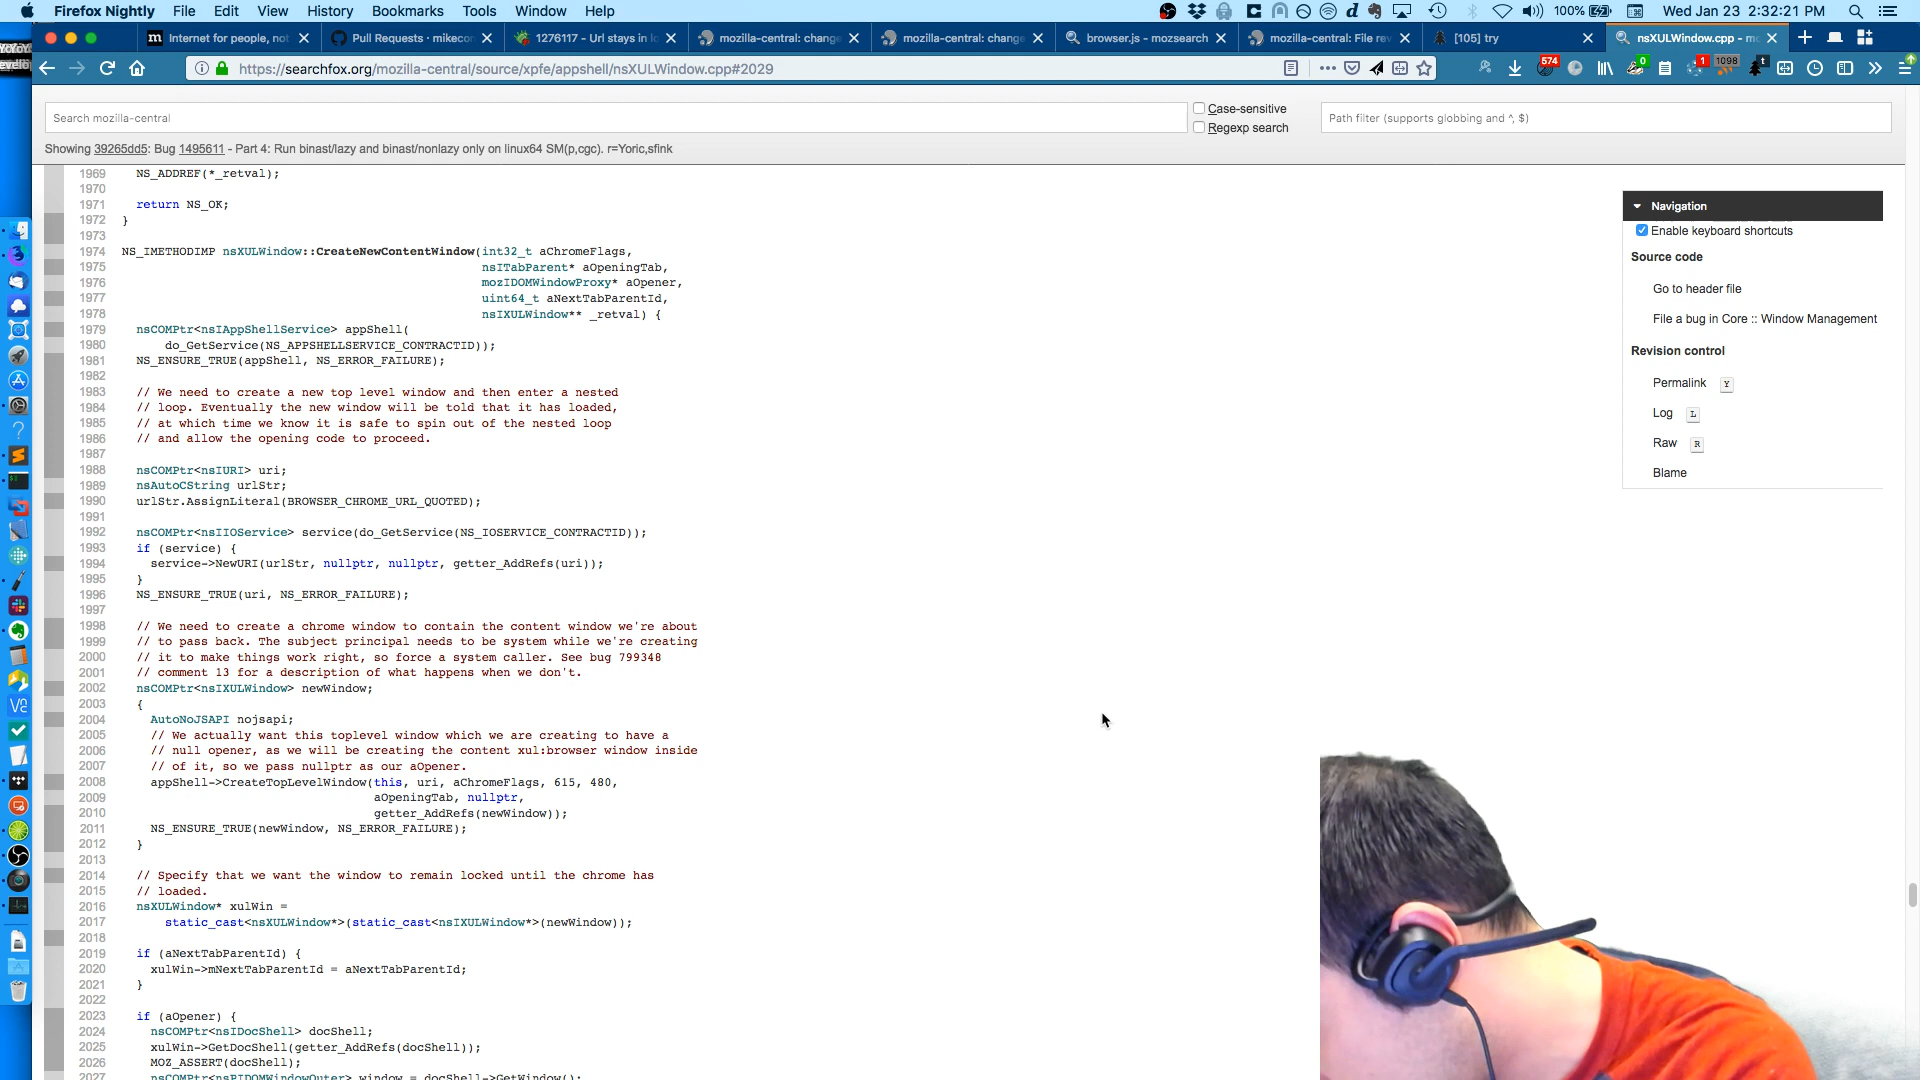 Firefox Nightly File Edit View History Bookmarks Tools Window Help 100% Wed Jan 23 2:32:21 PM
Internet for people, not Pull Requests · mikecon 1276117 - Url stays in lo mozilla-central: change mozilla-central: change browser.js - mozsearch mozilla-central: File rev [105] try nsXULWindow.cpp - mo
https://searchfox.org/mozilla-central/source/xpfe/appshell/nsXULWindow.cpp#2029 574 0 1 1098 t
Search mozilla-central
Case-sensitive
Regexp search
Path filter (supports globbing and ^, $)
Showing 39265dd5: Bug 1495611 - Part 4: Run binast/lazy and binast/nonlazy only on linux64 SM(p,cgc). r=Yoric,sfink
1969 NS_ADDREF(*_retval);
1970
1971 return NS_OK;
1972 }
1973
1974 NS_IMETHODIMP nsXULWindow::CreateNewContentWindow(int32_t aChromeFlags,
1975 nsITabParent* aOpeningTab,
1976 mozIDOMWindowProxy* aOpener,
1977 uint64_t aNextTabParentId,
1978 nsIXULWindow** _retval) {
1979 nsCOMPtr<nsIAppShellService> appShell(
1980 do_GetService(NS_APPSHELLSERVICE_CONTRACTID));
1981 NS_ENSURE_TRUE(appShell, NS_ERROR_FAILURE);
1982
1983 // We need to create a new top level window and then enter a nested
1984 // loop. Eventually the new window will be told that it has loaded,
1985 // at which time we know it is safe to spin out of the nested loop
1986 // and allow the opening code to proceed.
1987
1988 nsCOMPtr<nsIURI> uri;
1989 nsAutoCString urlStr;
1990 urlStr.AssignLiteral(BROWSER_CHROME_URL_QUOTED);
1991
1992 nsCOMPtr<nsIIOService> service(do_GetService(NS_IOSERVICE_CONTRACTID));
1993 if (service) {
1994 service->NewURI(urlStr, nullptr, nullptr, getter_AddRefs(uri));
1995 }
1996 NS_ENSURE_TRUE(uri, NS_ERROR_FAILURE);
1997
1998 // We need to create a chrome window to contain the content window we're about
1999 // to pass back. The subject principal needs to be system while we're creating
2000 // it to make things work right, so force a system caller. See bug 799348
2001 // comment 13 for a description of what happens when we don't.
2002 nsCOMPtr<nsIXULWindow> newWindow;
2003 {
2004 AutoNoJSAPI nojsapi;
2005 // We actually want this toplevel window which we are creating to have a
2006 // null opener, as we will be creating the content xul:browser window inside
2007 // of it, so we pass nullptr as our aOpener.
2008 appShell->CreateTopLevelWindow(this, uri, aChromeFlags, 615, 480,
2009 aOpeningTab, nullptr,
2010 getter_AddRefs(newWindow));
2011 NS_ENSURE_TRUE(newWindow, NS_ERROR_FAILURE);
2012 }
2013
2014 // Specify that we want the window to remain locked until the chrome has
2015 // loaded.
2016 nsXULWindow* xulWin =
2017 static_cast<nsXULWindow*>(static_cast<nsIXULWindow*>(newWindow));
2018
2019 if (aNextTabParentId) {
2020 xulWin->mNextTabParentId = aNextTabParentId;
2021 }
2022
2023 if (aOpener) {
2024 nsCOMPtr<nsIDocShell> docShell;
2025 xulWin->GetDocShell(getter_AddRefs(docShell));
2026 MOZ_ASSERT(docShell);
2027 nsCOMPtr<nsPIDOMWindowOuter> window = docShell->GetWindow();
Navigation
Enable keyboard shortcuts
Source code
Go to header file
File a bug in Core :: Window Management
Revision control
Permalink Y
Log L
Raw R
Blame